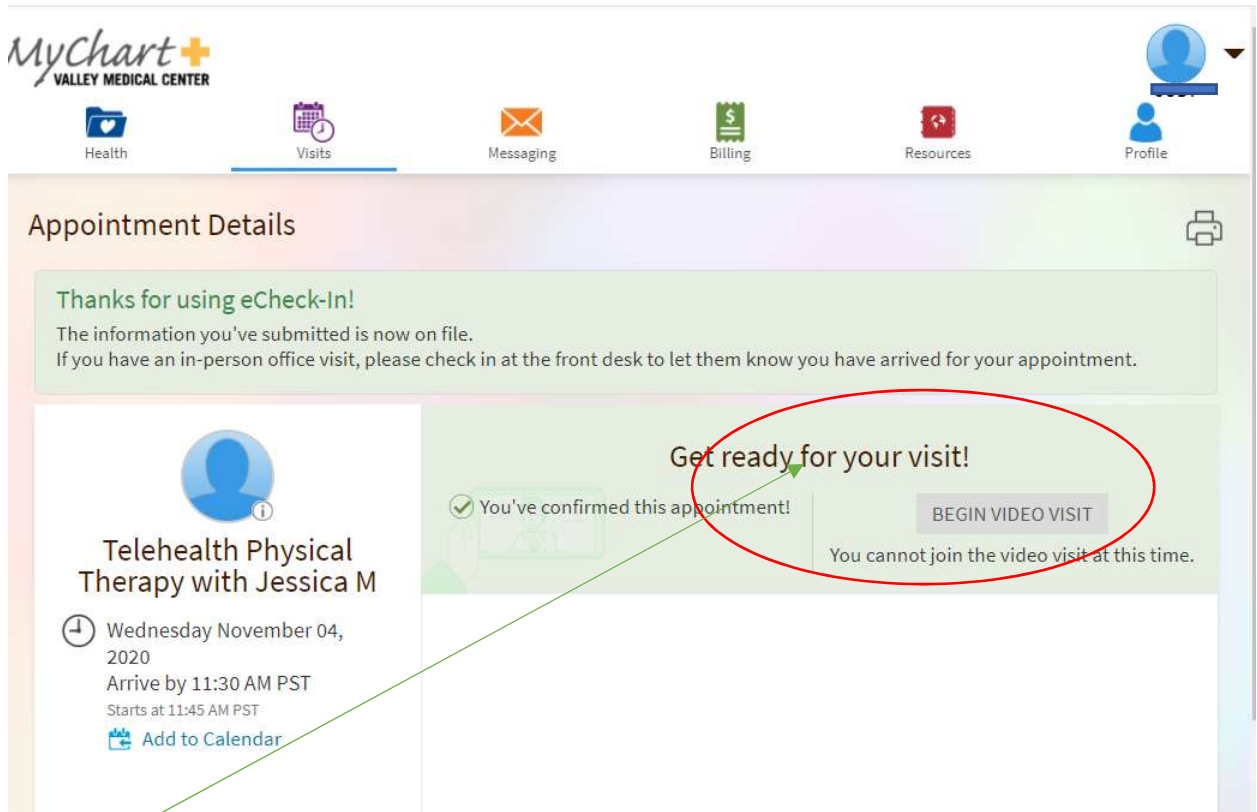 MyChart
VALLEY MEDICAL CENTER
Health
Visits
Messaging
Billing
Resources
Profile
Appointment Details
Thanks for using eCheck-In!
The information you've submitted is now on file.
If you have an in-person office visit, please check in at the front desk to let them know you have arrived for your appointment.
Get ready for your visit!
You've confirmed this appointment!
BEGIN VIDEO VISIT
You cannot join the video visit at this time.
Telehealth Physical
Therapy with Jessica M
Wednesday November 04,
2020
Arrive by 11:30 AM PST
Starts at 11:45 AM PST
Add to Calendar